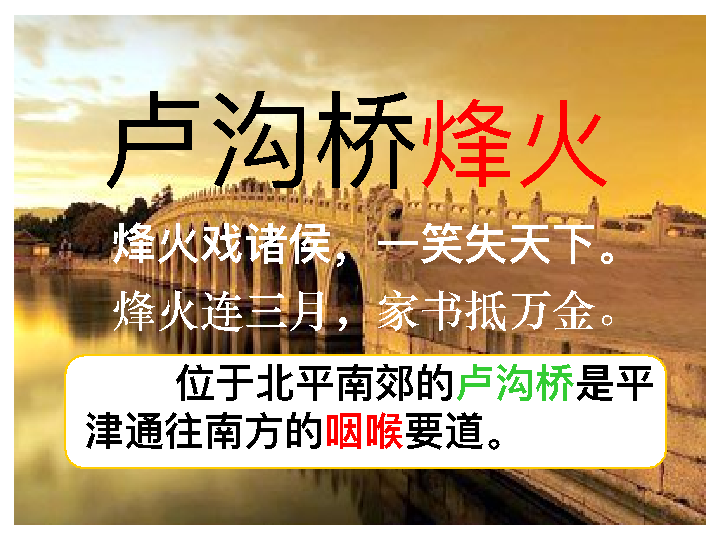 卢沟桥烽火
烽火戏诸侯，一笑失天下。
烽火连三月，家书抵万金。
位于北平南郊的卢沟桥是平
津通往南方的咽喉要道。